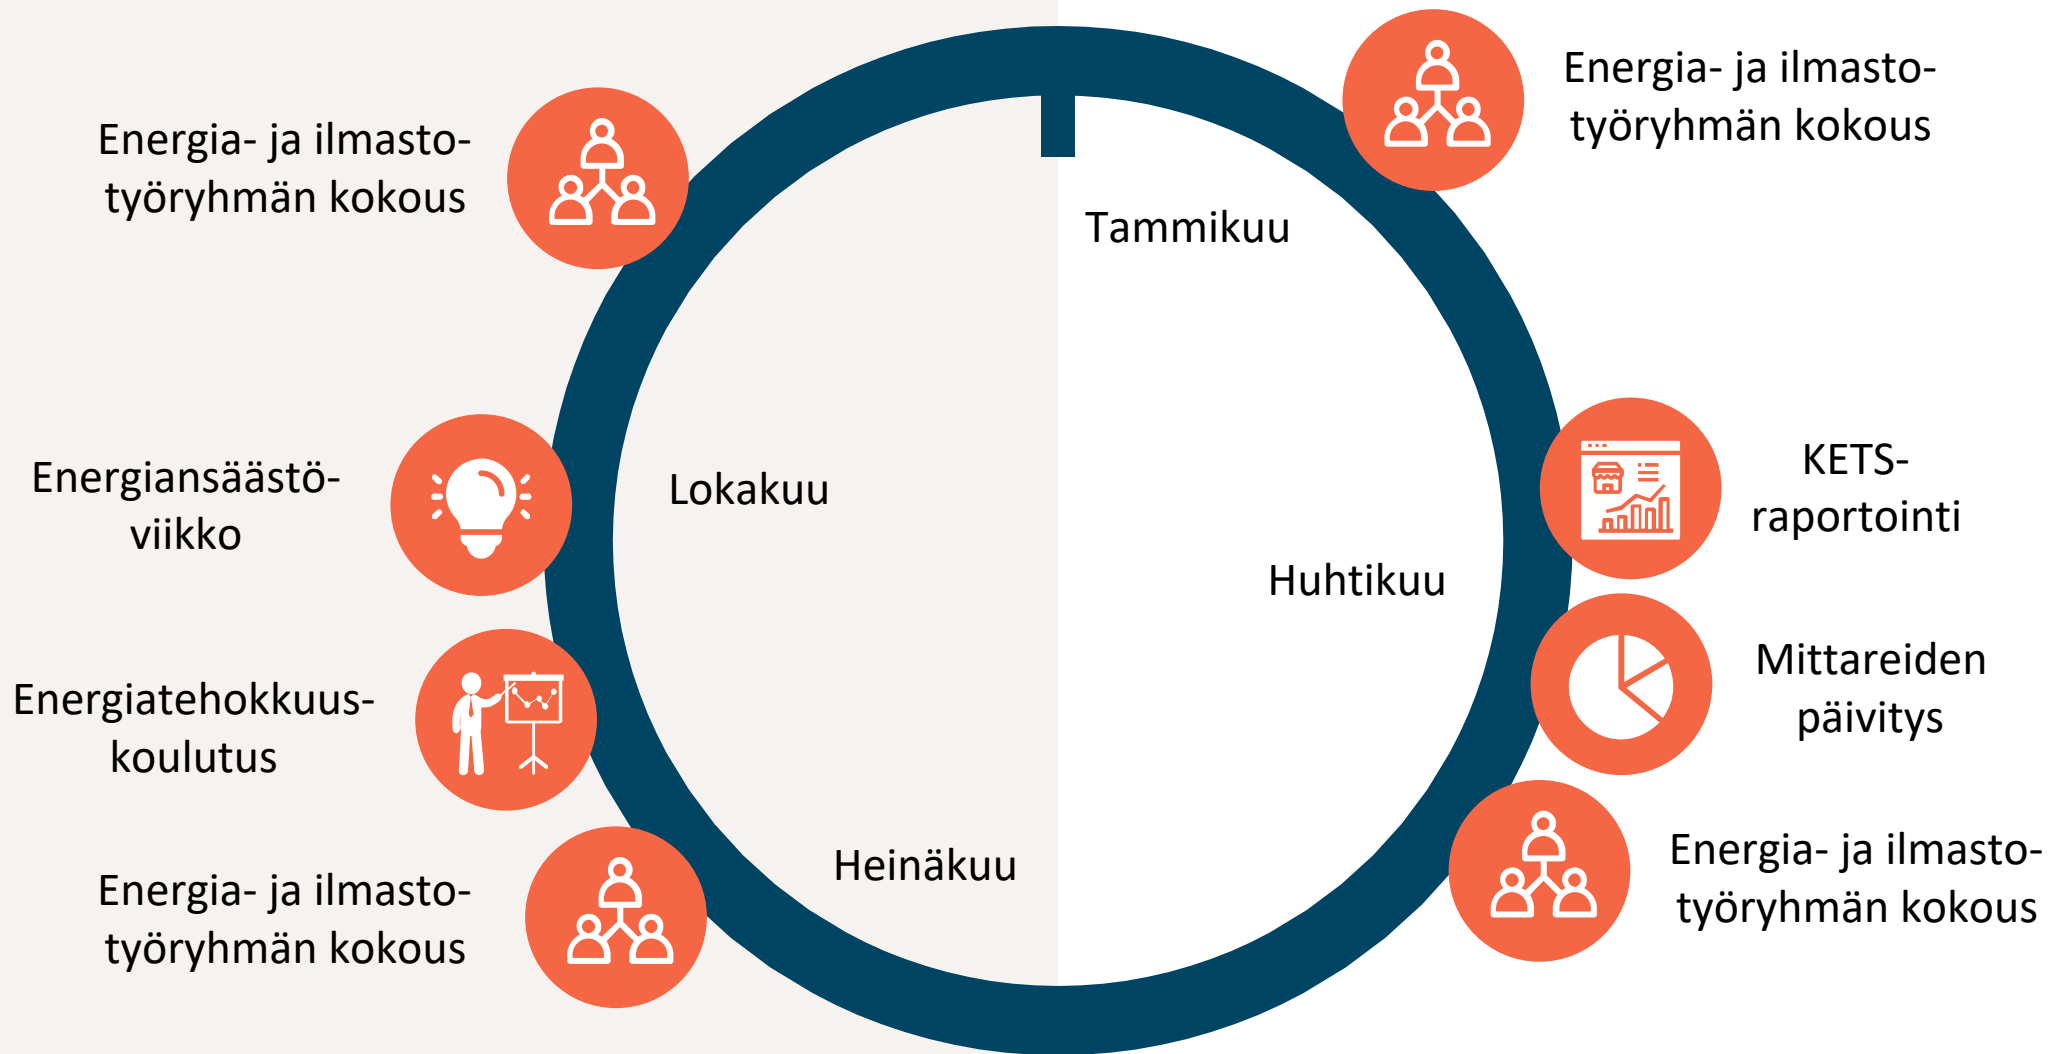 Energia- ja ilmasto-
työryhmän kokous
Tammikuu
KETS-
raportointi
Huhtikuu
Mittareiden
päivitys
Energia- ja ilmasto-
työryhmän kokous
Heinäkuu
Energia- ja ilmasto-
työryhmän kokous
Energiatehokkuus-
koulutus
Lokakuu
Energiansäästö-
viikko
Energia- ja ilmasto-
työryhmän kokous